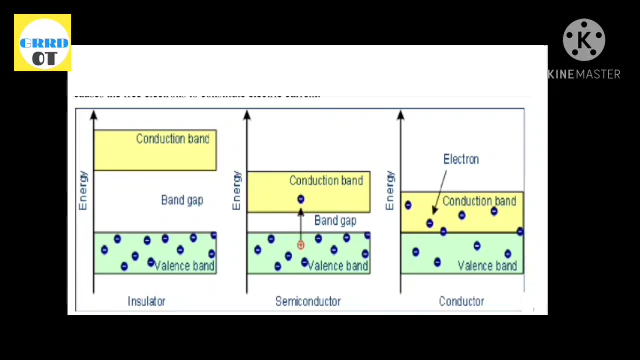 GRRD
OT
KINEMASTER
Conduction band
Energy
Band gap
Valence band
Insulator
Conduction band
Energy
Band gap
Valence band
Semiconductor
Electron
Conduction band
Energy
Valence band
Conductor